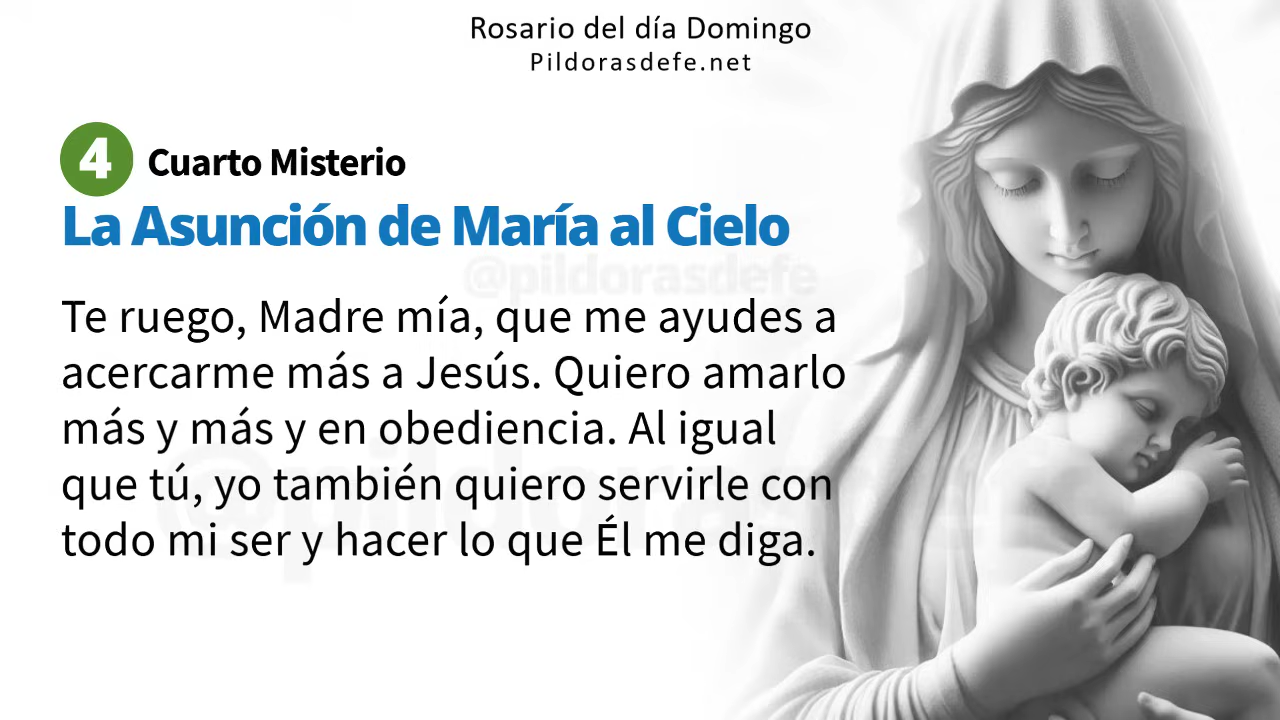 Rosario del día Domingo
Pildorasdefe.net
4 Cuarto Misterio
La Asunción de María al Cielo
@pildorasdefe
Te ruego, Madre mía, que me ayudes a
acercarme más a Jesús. Quiero amarlo
más y más y en obediencia. Al igual
que tú, yo también quiero servirle con
todo mi ser y hacer lo que Él me diga.